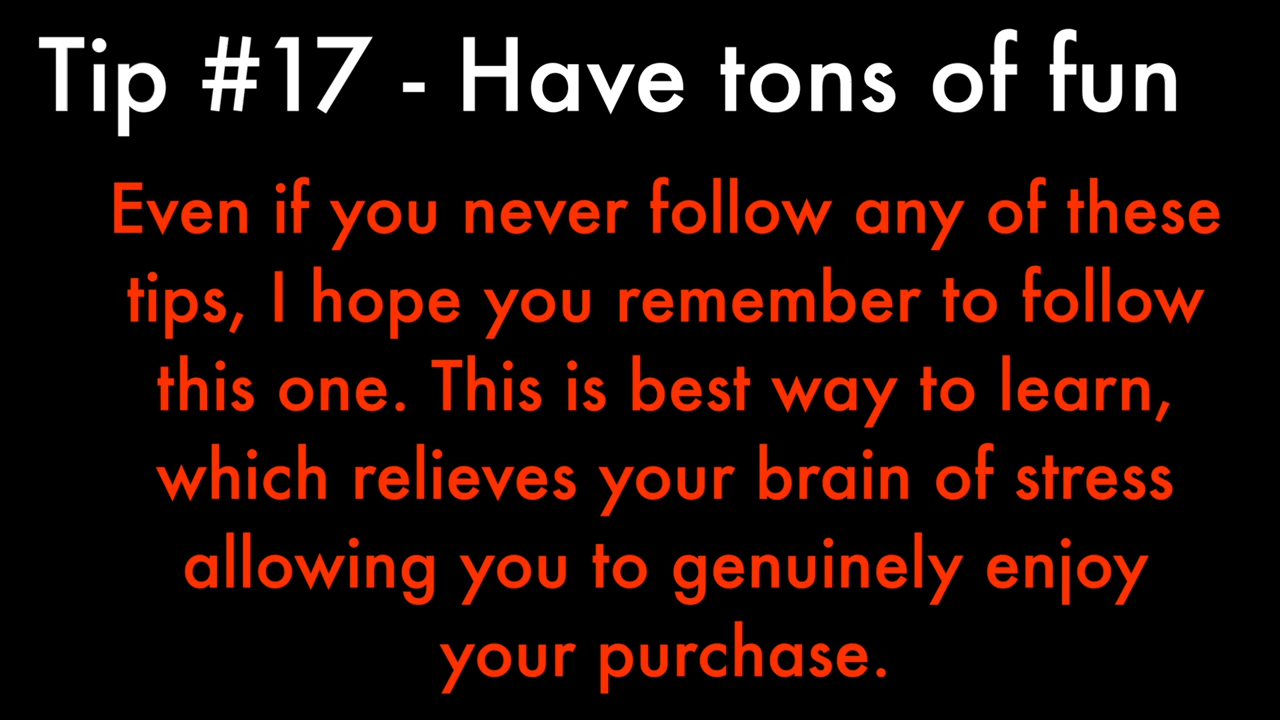 Tip #17 - Have tons of fun
Even if you never follow any of these
tips, I hope you remember to follow
this one. This is best way to learn,
which relieves your brain of stress
allowing you to genuinely enjoy
your purchase.